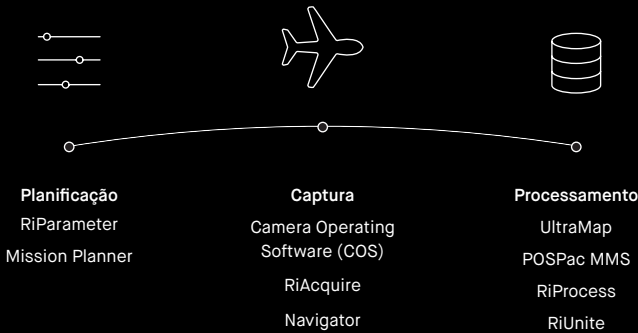 Planificação
RiParameter
Mission Planner
Captura
Camera Operating
Software (COS)
RiAcquire
Navigator
Processamento
UltraMap
POSPac MMS
RiProcess
RiUnite